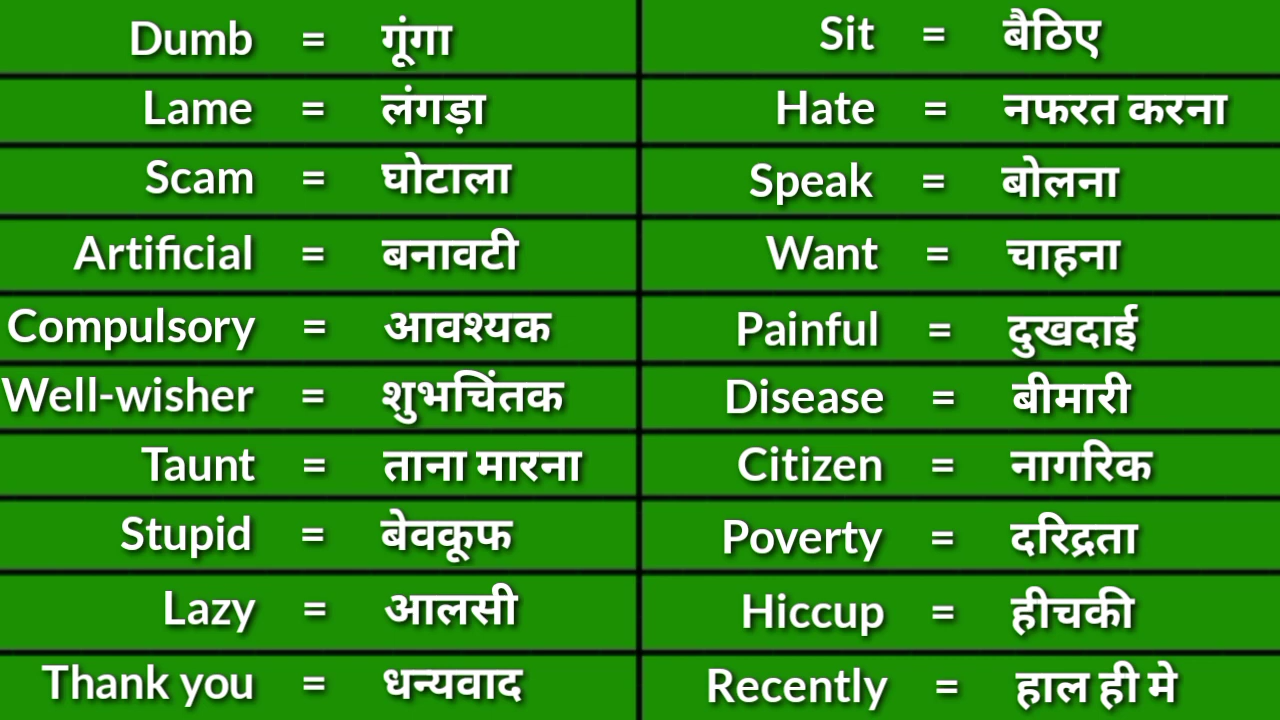 Dumb = गूंगा
Lame = लंगड़ा
Scam = घोटाला
Artificial = बनावटी
Compulsory = आवश्यक
Well-wisher = शुभचिंतक
Taunt = ताना मारना
Stupid = बेवकूफ
Lazy = आलसी
Thank you = धन्यवाद
Sit = बैठिए
Hate = नफरत करना
Speak = बोलना
Want = चाहना
Painful = दुखदाई
Disease = बीमारी
Citizen = नागरिक
Poverty = दरिद्रता
Hiccup = हीचकी
Recently = हाल ही मे